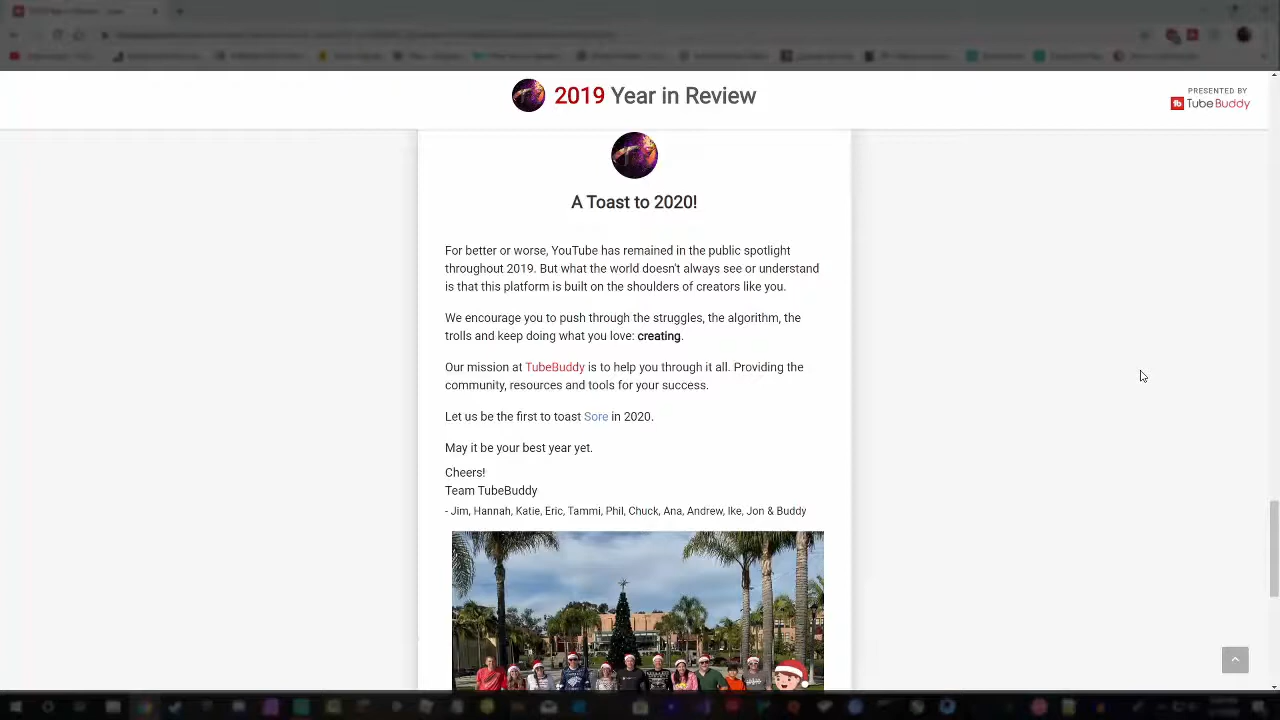 2019 Year in Review
PRESENTED BY
tb TubeBuddy
A Toast to 2020!
For better or worse, YouTube has remained in the public spotlight
throughout 2019. But what the world doesn't always see or understand
is that this platform is built on the shoulders of creators like you.
We encourage you to push through the struggles, the algorithm, the
trolls and keep doing what you love: creating.
Our mission at TubeBuddy is to help you through it all. Providing the
community, resources and tools for your success.
Let us be the first to toast Sore in 2020.
May it be your best year yet.
Cheers!
Team TubeBuddy
- Jim, Hannah, Katie, Eric, Tammi, Phil, Chuck, Ana, Andrew, Ike, Jon & Buddy